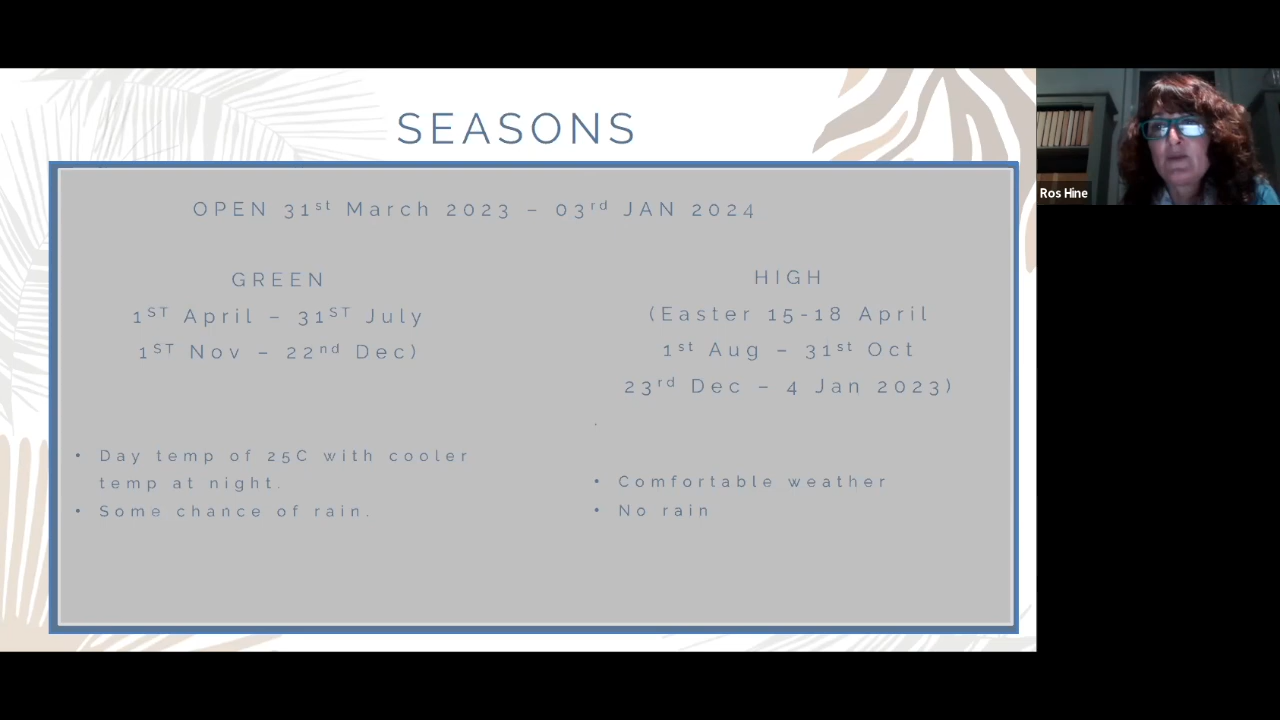 SEASONS
OPEN 31st March 2023 – 03rd JAN 2024
GREEN
1ST April – 31ST July
1ST Nov – 22nd Dec)
• Day temp of 25C with cooler
temp at night.
• Some chance of rain.
HIGH
(Easter 15-18 April
1st Aug – 31st Oct
23rd Dec – 4 Jan 2023)
.
• Comfortable weather
• No rain
Ros Hine